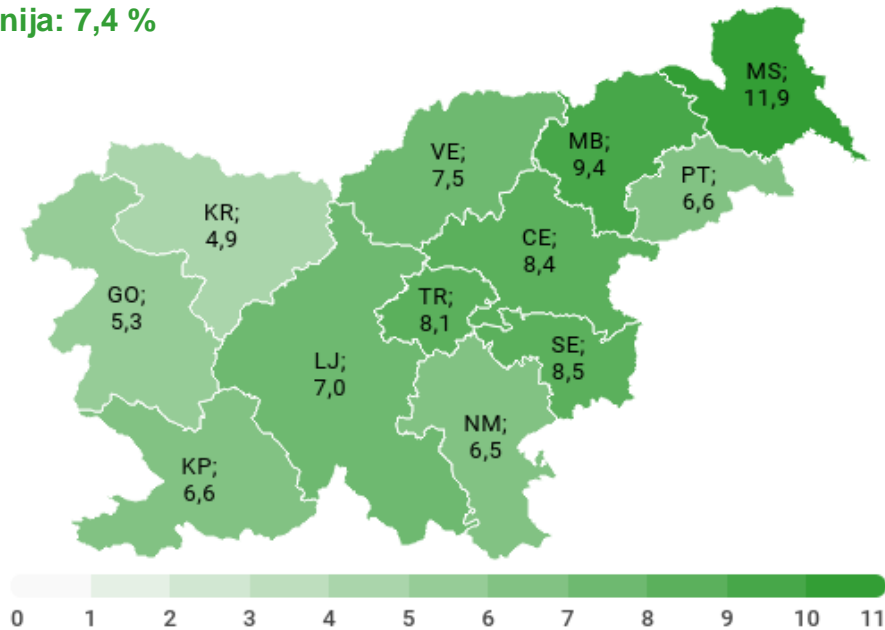 nija: 7,4 %
MS;
11,9
VE;
7,5
MB;
9,4
PT;
6,6
KR;
4,9
CE;
8,4
GO;
5,3
TR;
8,1
LJ;
7,0
SE;
8,5
NM;
6,5
KP;
6,6
0 1 2 3 4 5 6 7 8 9 10 11